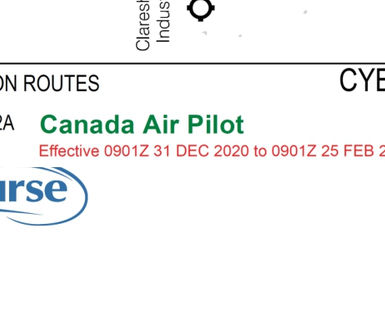 Claresh
Indus
ON ROUTES
CYB
2A
Canada Air Pilot
Effective 0901Z 31 DEC 2020 to 0901Z 25 FEB 2
urse